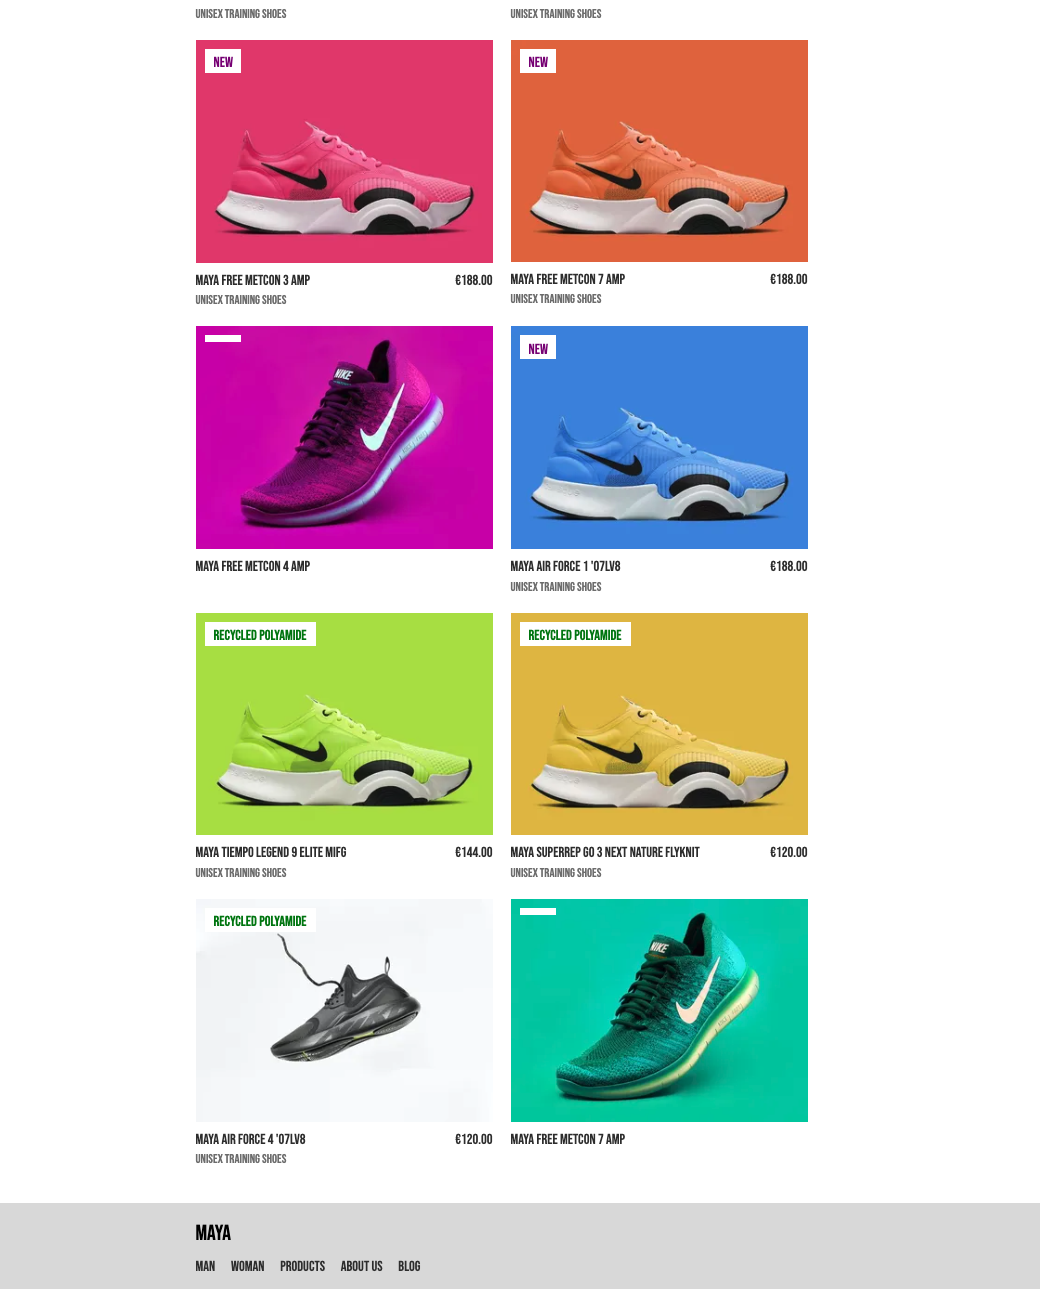 UNISEX TRAINING SHOES
UNISEX TRAINING SHOES
NEW
NEW
MAYA FREE METCON 3 AMP €188.00
UNISEX TRAINING SHOES
MAYA FREE METCON 7 AMP €188.00
UNISEX TRAINING SHOES
NIKE
NEW
MAYA FREE METCON 4 AMP
MAYA AIR FORCE 1 '07LV8 €188.00
UNISEX TRAINING SHOES
RECYCLED POLYAMIDE
RECYCLED POLYAMIDE
MAYA TIEMPO LEGEND 9 ELITE MIFG €144.00
UNISEX TRAINING SHOES
MAYA SUPERREP GO 3 NEXT NATURE FLYKNIT €120.00
UNISEX TRAINING SHOES
RECYCLED POLYAMIDE
NIKE
MAYA AIR FORCE 4 '07LV8 €120.00
UNISEX TRAINING SHOES
MAYA FREE METCON 7 AMP
MAYA
MAN WOMAN PRODUCTS ABOUT US BLOG